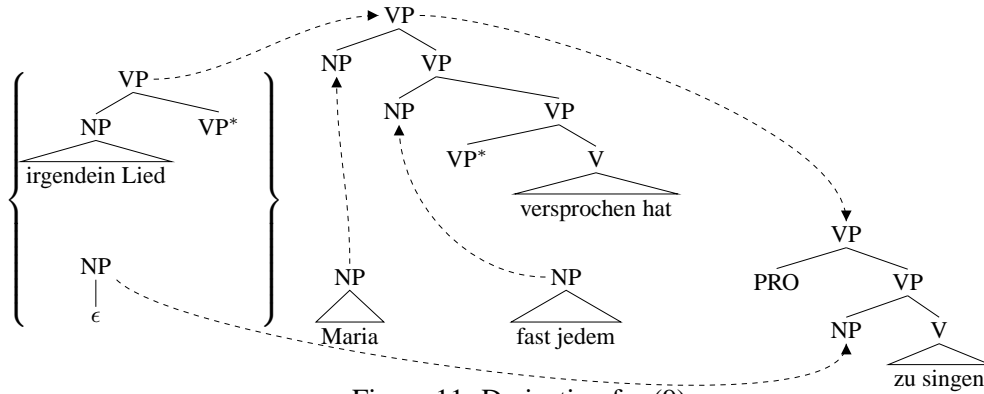 VP
NP VP
VP
NP VP
NP VP*
VP* V
irgendein Lied
versprochen hat
VP
NP NP NP PRO VP
ϵ
NP V
Maria fast jedem
zu singen